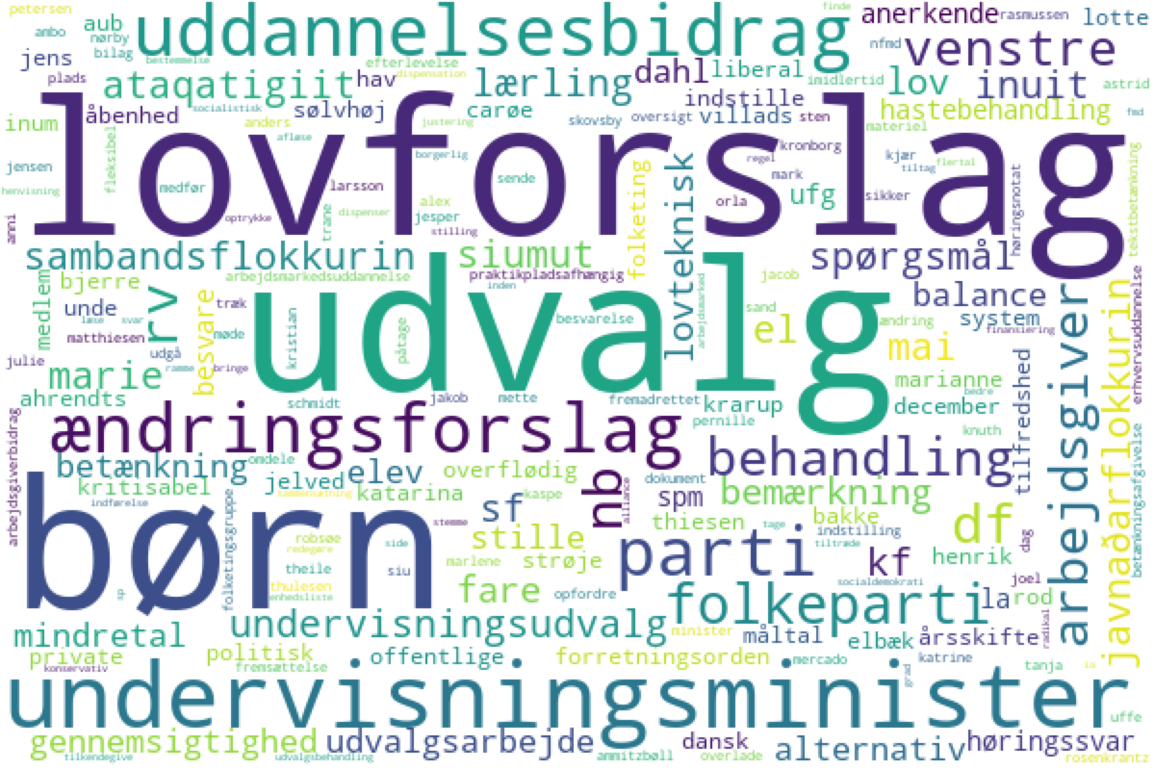 petersen
ambo
aub
nørby
bilag
uddannelsesbidrag
finde
anerkende
rasmussen
lotte
jens
bestemmelse
efterlevelse
nfmd
venstre
plads
ataqatigiit
hav
dispensation
lærling
dahl
liberal
imidlertid
lov
inuit
astrid
inum
åbenhed
socialistisk
sølvhøj
carøe
indstille
villads
sten
hastebehandling
fmd
anders
justering
skovsby
oversigt
materiel
lovforslag
jensen
henvisning
fleksibel
medfør
afløse
larsson
borgerlig
sende
kronborg
regel
mark
kjær
tiltag
flertal
sikker
orla
ufg
høringsnotat
tekstbetænkning
anni
optrykke
trane
dispenser
alex
jesper
stilling
folketing
lovteknisk
sambandsflokkurin
siumut
spørgsmål
medlem
bjerre
arbejdsmarkedsuddannelse
praktikpladsafhængig
inden
jacob
balance
unde
rv
besvare
træk
udvalg
besvarelse
arbejdsmarked
sand
el
ændring
system
finansiering
læse
svar
matthiesen
møde
kristian
påtage
mai
julie
udgå
ramme
bringe
erhvervsuddannelse
javnaðarflokkurin
arbejdsgiver
marie
ahrendts
schmidt
jakob
mette
fremadrettet
krarup
pernille
marianne
bedre
december
knuth
tilfredshed
arbejdsgiverbidrag
ændringsforslag
behandling
betænkning
omdele
jelved
elev
overflødig
kaspe
nb
alliance
dokument
spm
bemærkning
betænkningsafgivelse
kritisabel
sammensætning
katarina
indførelse
folketingsgruppe
sf
stemme
thiesen
tage
bakke
indstilling
df
dag
børn
robsøe
redegøre
side
stille
tiltræde
theile
siu
marlene
strøje
parti
kf
henrik
thulesen
enhedsliste
sp
fare
opfordre
socialdemokrati
joel
folkeparti
la
rod
radikal
mindretal
undervisningsudvalg
minister
måltal
elbæk
årsskifte
private
konservativ
politisk
fremsættelse
offentlige
forretningsorden
mercado
grad
katrine
tanja
ia
undervisningsminister
uffe
gennemsigtighed
udvalgsarbejde
dansk
alternativ
høringssvar
tilkendegive
udvalgsbehandling
ammitzbøll
overlade
rosenkrantz